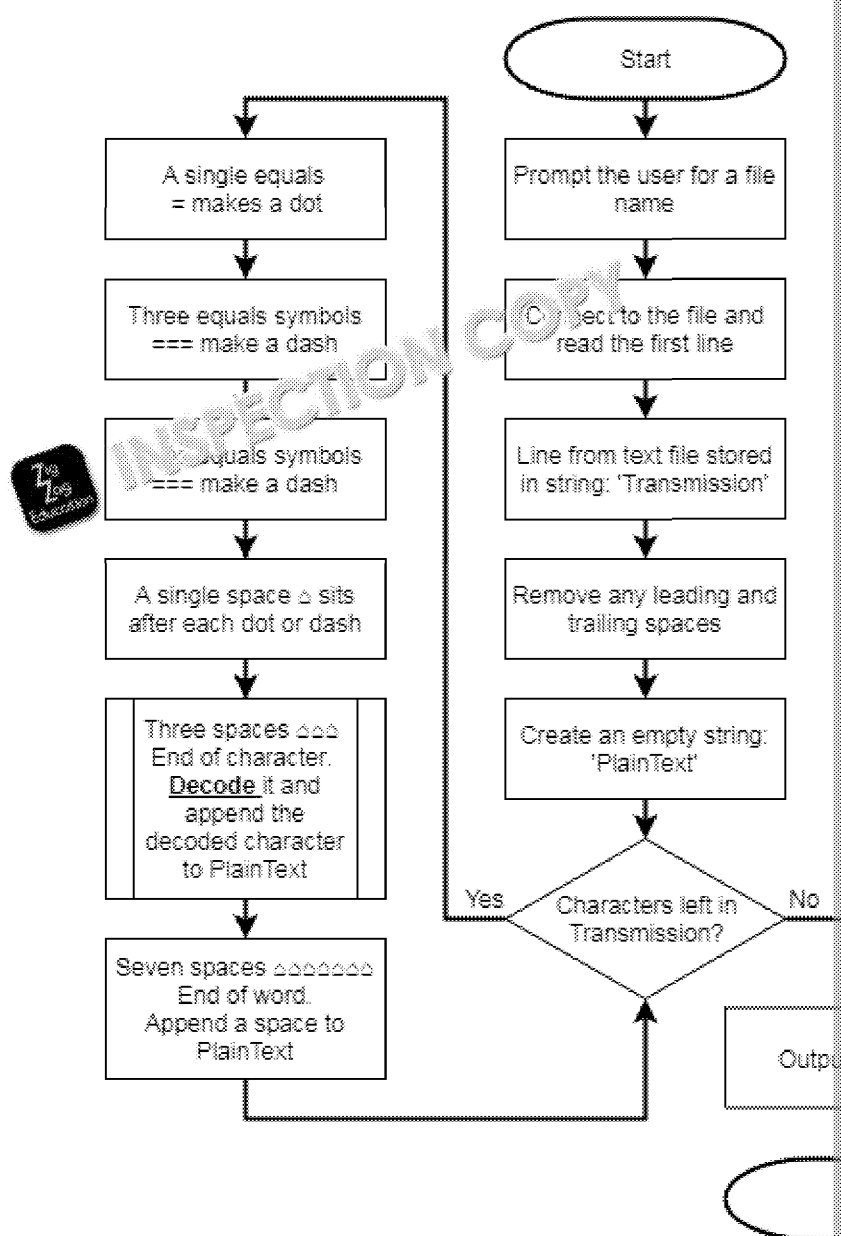 Start
Prompt the user for a file
name
to the file and
read the first line
Line from text file stored
in string: 'Transmission'
Remove any leading and
trailing spaces
Create an empty string:
'PlainText'
Characters left in
Transmission?
Yes
No
A single equals
= makes a dot
Three equals symbols
=== make a dash
equals symbols
=== make a dash
A single space ⌂ sits
after each dot or dash
Three spaces ⌂⌂⌂
End of character.
Decode it and
append the
decoded character
to PlainText
Seven spaces ⌂⌂⌂⌂⌂⌂⌂
End of word.
Append a space to
PlainText
Outpu
INSPECTION COPY
Zig
Zag
Education